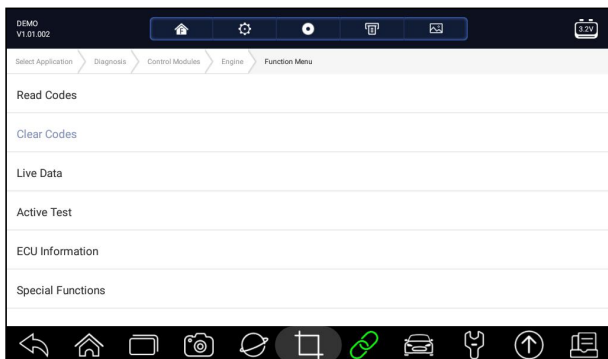 DEMO
V1.01.002
3.2V
Select Application Diagnosis Control Modules Engine Function Menu
Read Codes
Clear Codes
Live Data
Active Test
ECU Information
Special Functions